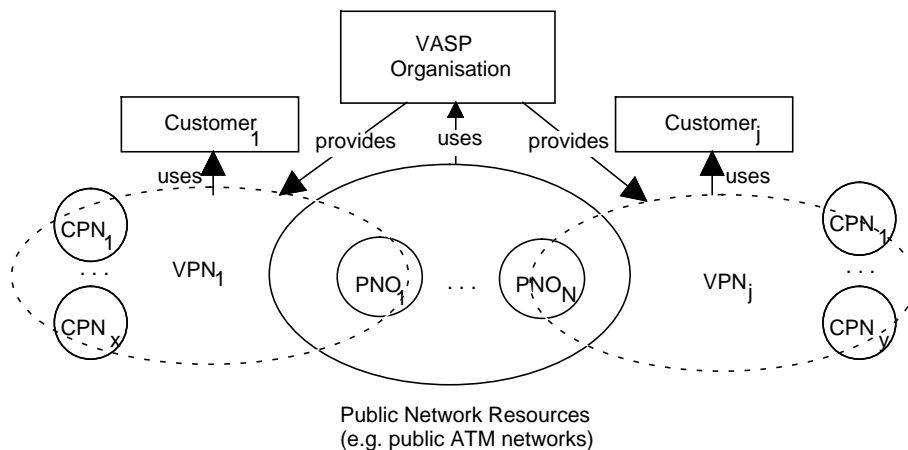 VASP
Organisation
Customer1
Customerj
provides
uses
provides
uses
uses
CPN1
. . .
CPNx
VPN1
PNO1
. . .
PNON
VPNj
CPN1
. . .
CPNy
Public Network Resources
(e.g. public ATM networks)